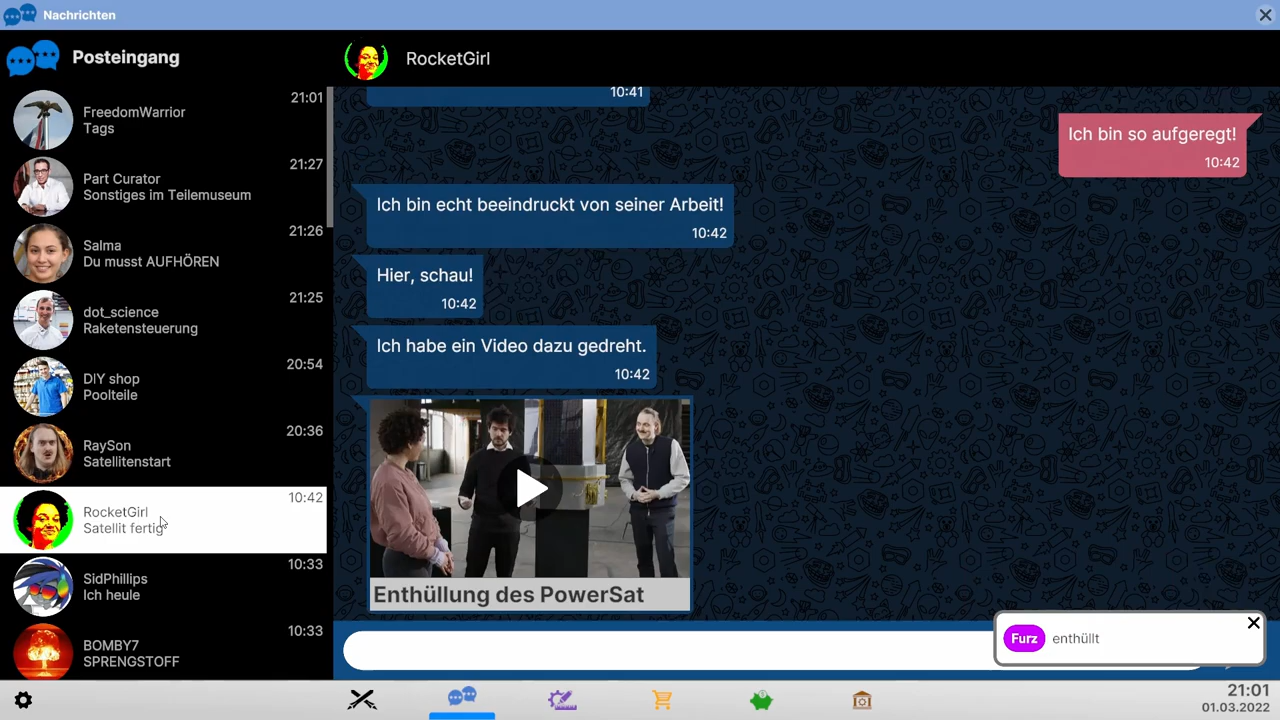 Nachrichten
Posteingang
FreedomWarrior
Tags
21:01
Part Curator
Sonstiges im Teilemuseum
21:27
Salma
Du musst AUFHÖREN
21:26
dot_science
Raketensteuerung
21:25
DIY shop
Poolteile
20:54
RaySon
Satellitenstart
20:36
RocketGirl
Satellit fertig
10:42
SidPhillips
Ich heule
10:33
BOMBY7
SPRENGSTOFF
10:33
RocketGirl
10:41
Ich bin so aufgeregt!
10:42
Ich bin echt beeindruckt von seiner Arbeit!
10:42
Hier, schau!
10:42
Ich habe ein Video dazu gedreht.
10:42
Enthüllung des PowerSat
Furz enthüllt
21:01
01.03.2022